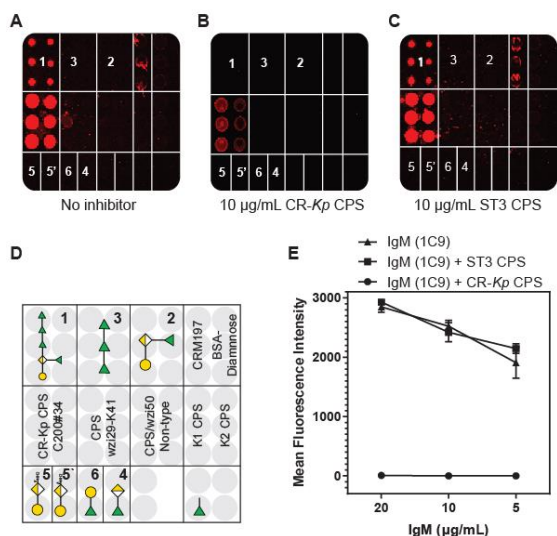 A
B
C
1
3
2
5
5'
6
4
No inhibitor
1
3
2
5
5'
6
4
10 µg/mL CR-Kp CPS
1
3
2
5
5'
6
4
10 µg/mL ST3 CPS
D
1
3
2
CRM197
BSA-
Diamnnose
CR-Kp CPS
C200#34
CPS
wzi29-K41
CPS/wzi50
Non-type
K1 CPS
K2 CPS
5
5`
6
4
E
IgM (1C9)
IgM (1C9) + ST3 CPS
IgM (1C9) + CR-Kp CPS
Mean Fluorescence Intensity
3000
2000
1000
0
20
10
5
IgM (µg/mL)